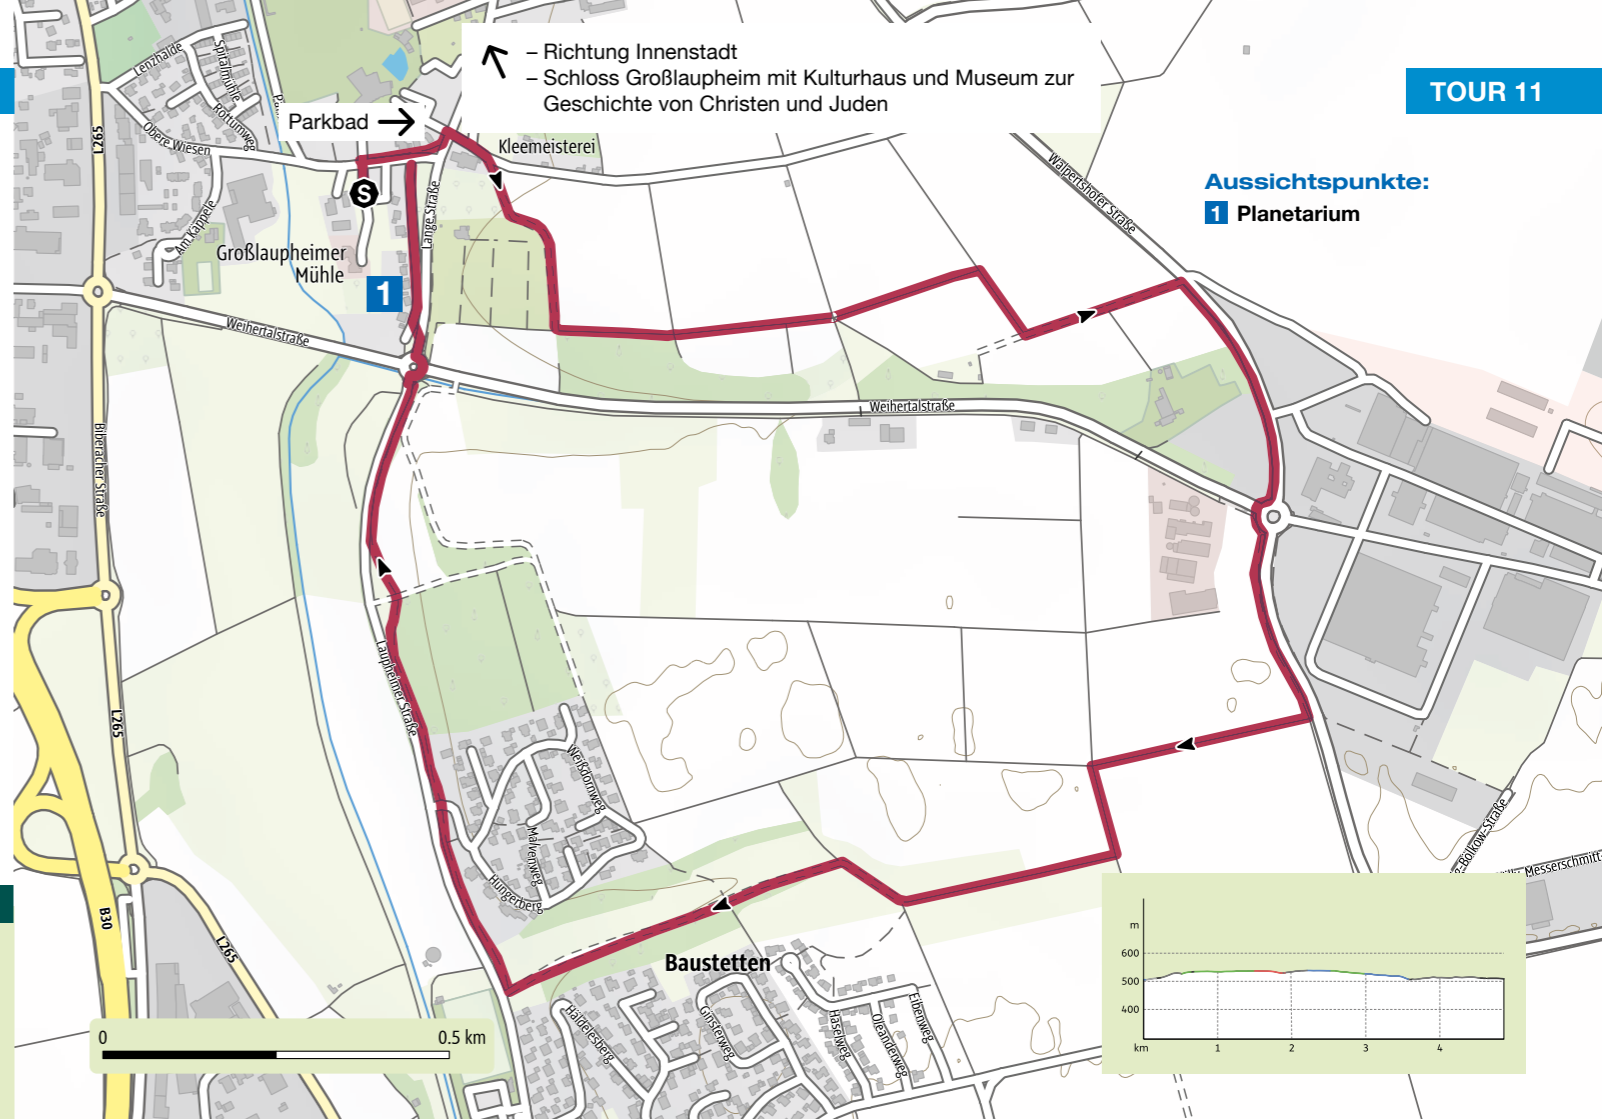 – Richtung Innenstadt
– Schloss Großlaupheim mit Kulturhaus und Museum zur
Geschichte von Christen und Juden
TOUR 11
Parkbad
Aussichtspunkte:
1 Planetarium
Lenzhalde
Spitalmühle
Rottumweg
Obere Wiesen
Am Käppele
L265
Kleemeisterei
S
Lange Straße
Großlaupheimer
Mühle
1
Walpertshofer Straße
Weihertalstraße
Weihertalstraße
Biberacher Straße
L265
Laupheimer Straße
Weißdornweg
Malvenweg
Hungerberg
B30
L265
Baustetten
Haldelesberg
Ginsterweg
Haselweg
Oleanderweg
Eibenweg
-Bölkow-Straße
Messerschmitt-
0 0.5 km
m
600
500
400
km 1 2 3 4